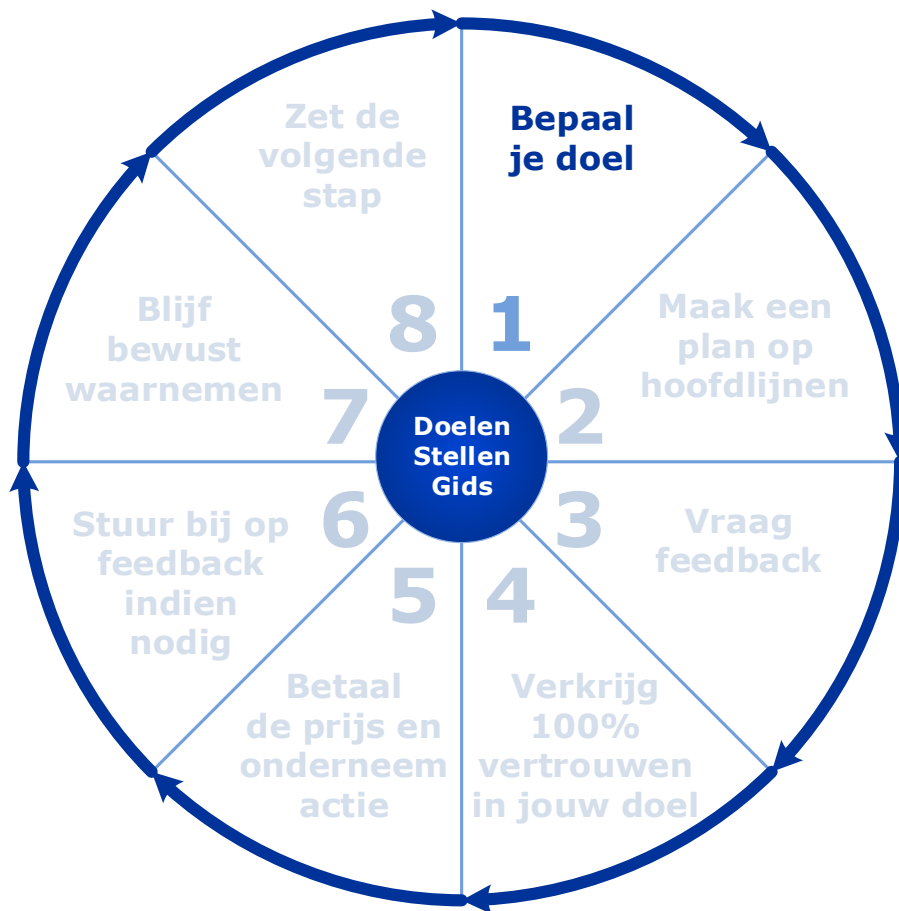 Doelen
Stellen
Gids
1
Bepaal
je doel
2
Maak een
plan op
hoofdlijnen
3
Vraag
feedback
4
Verkrijg
100%
vertrouwen
in jouw doel
5
Betaal
de prijs en
onderneem
actie
6
Stuur bij op
feedback
indien
nodig
7
Blijf
bewust
waarnemen
8
Zet de
volgende
stap